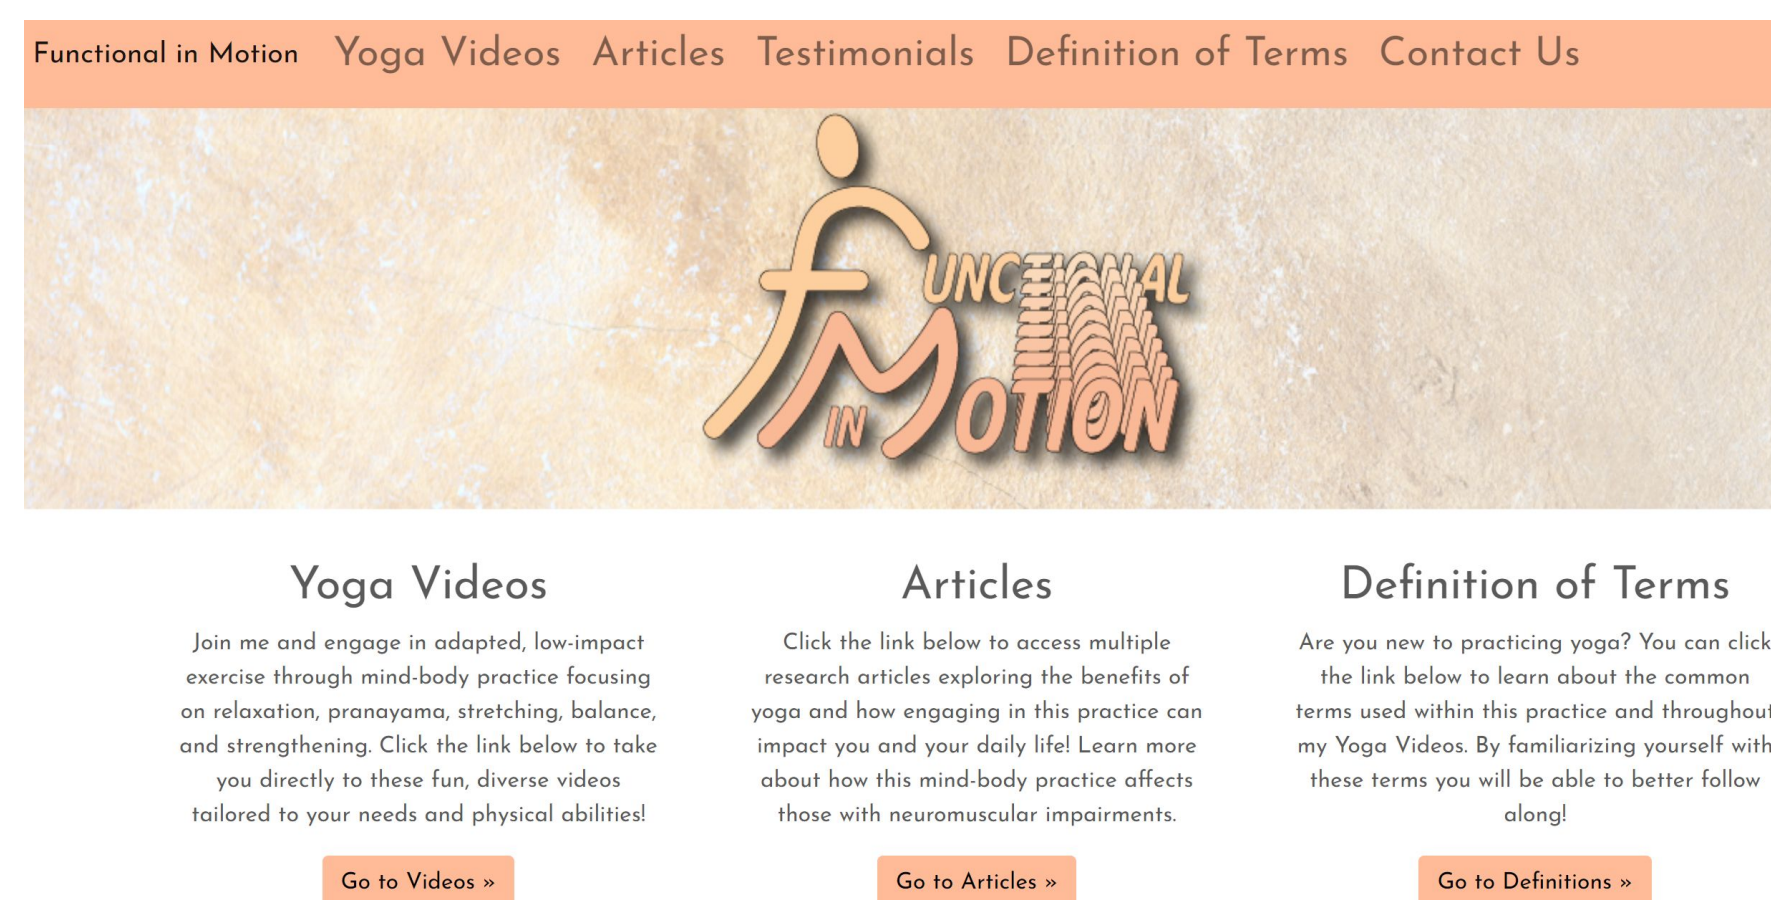 Functional in Motion Yoga Videos Articles Testimonials Definition of Terms Contact Us
FUNCTIONAL
IN MOTION
Yoga Videos
Join me and engage in adapted, low-impact
exercise through mind-body practice focusing
on relaxation, pranayama, stretching, balance,
and strengthening. Click the link below to take
you directly to these fun, diverse videos
tailored to your needs and physical abilities!
Go to Videos »
Articles
Click the link below to access multiple
research articles exploring the benefits of
yoga and how engaging in this practice can
impact you and your daily life! Learn more
about how this mind-body practice affects
those with neuromuscular impairments.
Go to Articles »
Definition of Terms
Are you new to practicing yoga? You can click
the link below to learn about the common
terms used within this practice and throughout
my Yoga Videos. By familiarizing yourself with
these terms you will be able to better follow
along!
Go to Definitions »